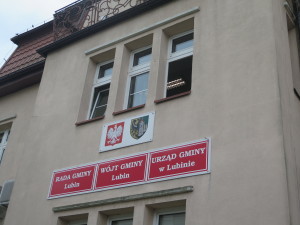 RADA GMINY
Lubin
WÓJT GMINY
Lubin
URZĄD GMINY
w Lubinie